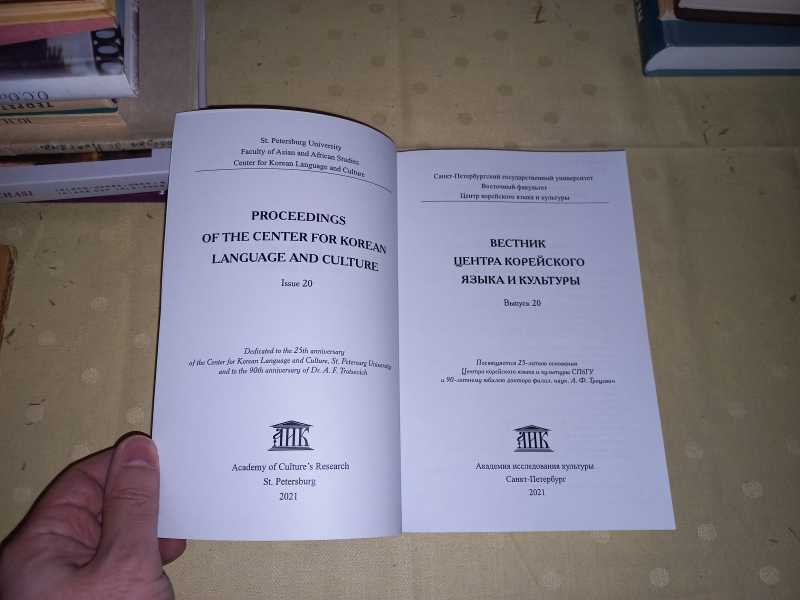 St. Petersburg University
Faculty of Asian and African Studies
Center for Korean Language and Culture
PROCEEDINGS
OF THE CENTER FOR KOREAN
LANGUAGE AND CULTURE
Issue 20
Dedicated to the 25th anniversary
of the Center for Korean Language and Culture, St. Petersurg University
and to the 90th anniversary of Dr. A. F. Trotsevich
АИК
Academy of Culture's Research
St. Petersburg
2021
Санкт-Петербургский государственный университет
Восточный факультет
Центр корейского языка и культуры
ВЕСТНИК
ЦЕНТРА КОРЕЙСКОГО
ЯЗЫКА И КУЛЬТУРЫ
Выпуск 20
Посвящается 25-летию основания
Центра корейского языка и культуры СПбГУ
и 90-летнему юбилею доктора филол. наук. А. Ф. Троцевич
АИК
Академия исследования культуры
Санкт-Петербург
2021
ТЕОРЕТ
HASI